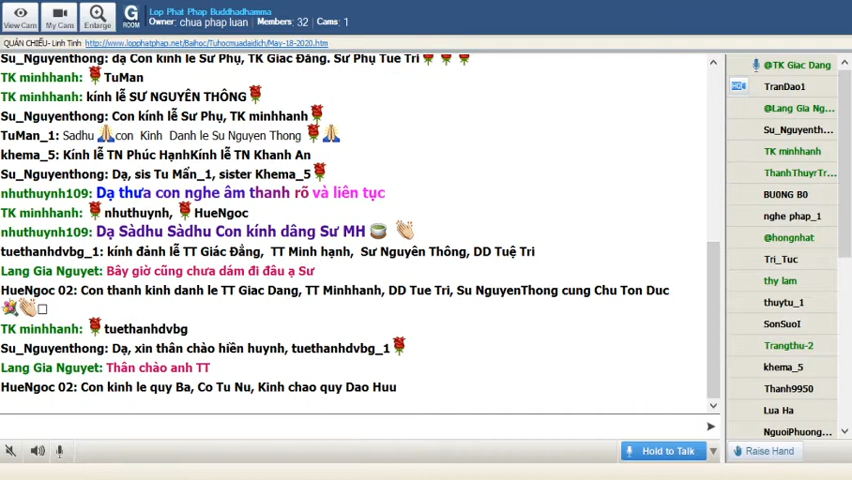 Lop Phat Phap Buddhadhamma
Owner: chua phap luan Members: 32 Cams: 1
View Cam My Cam Enlarge G ROOM
QUÁN CHIẾU- Linh Tinh http://www.lopphatphap.net/Baihoc/Tuhocmuadaidich/May-18-2020.htm
Su_Nguyenthong: dạ Con kính le Sư Phụ, TK Giác Đẳng. Sư Phụ Tue Tri
TK minhhanh: TuMan
TK minhhanh: kính lễ SƯ NGUYÊN THÔNG
Su_Nguyenthong: Con kính lễ Sư Phụ, TK minhhanh
TuMan_1: Sadhu con Kinh Danh le Su Nguyen Thong
khema_5: Kính lễ TN Phúc HạnhKính lễ TN Khanh An
Su_Nguyenthong: Dạ, sis Tu Mẩn_1, sister Khema_5
nhuthuynh109: Dạ thưa con nghe âm thanh rõ và liên tục
TK minhhanh: nhuthuynh, HueNgoc
nhuthuynh109: Dạ Sàdhu Sàdhu Con kính dâng Sư MH
tuethanhdvbg_1: kính đảnh lễ TT Giác Đẳng, TT Minh hạnh, Sư Nguyên Thông, DD Tuệ Tri
Lang Gia Nguyet: Bây giờ cũng chưa dám đi đâu ạ Sư
HueNgoc 02: Con thanh kinh danh le TT Giac Dang, TT Minhhanh, DD Tue Tri, Su NguyenThong cung Chu Ton Duc
TK minhhanh: tuethanhdvbg
Su_Nguyenthong: Dạ, xin thân chào hiền huynh, tuethanhdvbg_1
Lang Gia Nguyet: Thân chào anh TT
HueNgoc 02: Con kinh le quy Ba, Co Tu Nu, Kinh chao quy Dao Huu
@TK Giac Dang
TranDao1
@Lang Gia Ng...
Su_Nguyenth...
TK minhhanh
ThanhThuyrTr...
BU0NG B0
nghe phap_1
@hongnhat
Tri_Tuc
thy lam
thuytu_1
SonSuoI
Trangthu-2
khema_5
Thanh9950
Lua Ha
NguoiPhuong...
Hold to Talk
Raise Hand